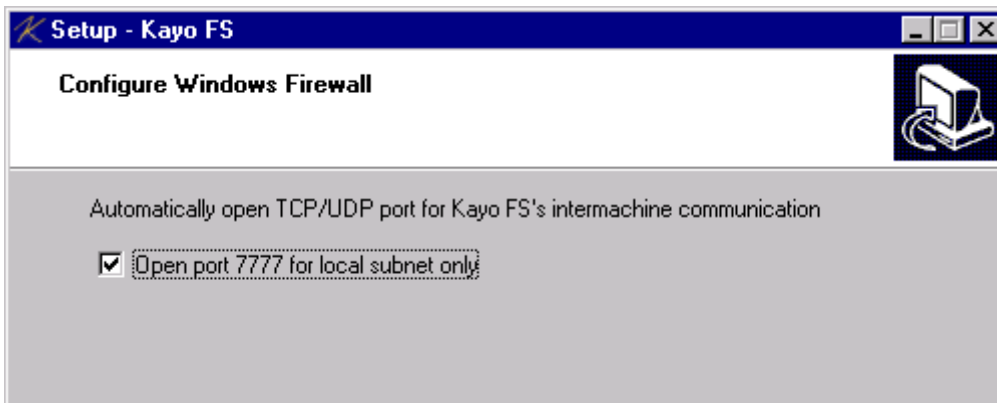 Setup - Kayo FS
Configure Windows Firewall
Automatically open TCP/UDP port for Kayo FS's intermachine communication
Open port 7777 for local subnet only